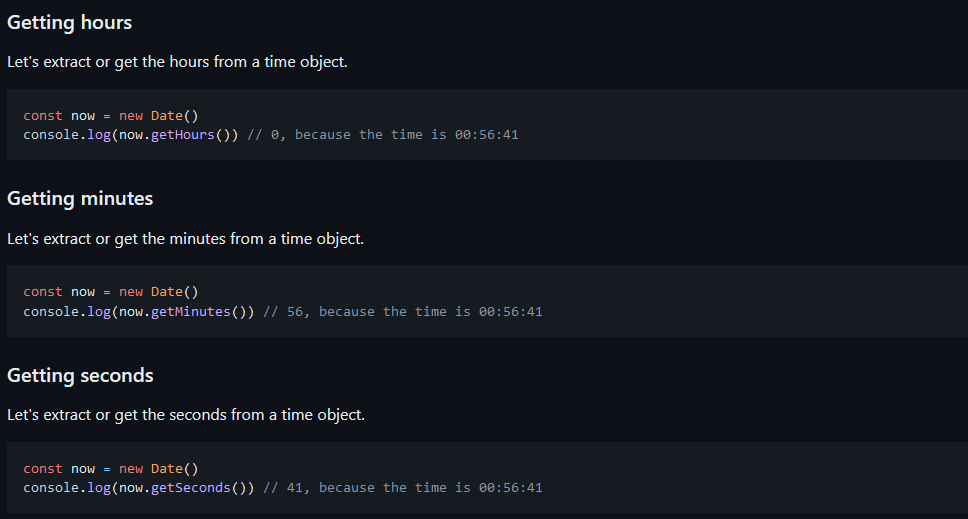 Getting hours
Let's extract or get the hours from a time object.
const now = new Date()
console.log(now.getHours()) // 0, because the time is 00:56:41
Getting minutes
Let's extract or get the minutes from a time object.
const now = new Date()
console.log(now.getMinutes()) // 56, because the time is 00:56:41
Getting seconds
Let's extract or get the seconds from a time object.
const now = new Date()
console.log(now.getSeconds()) // 41, because the time is 00:56:41